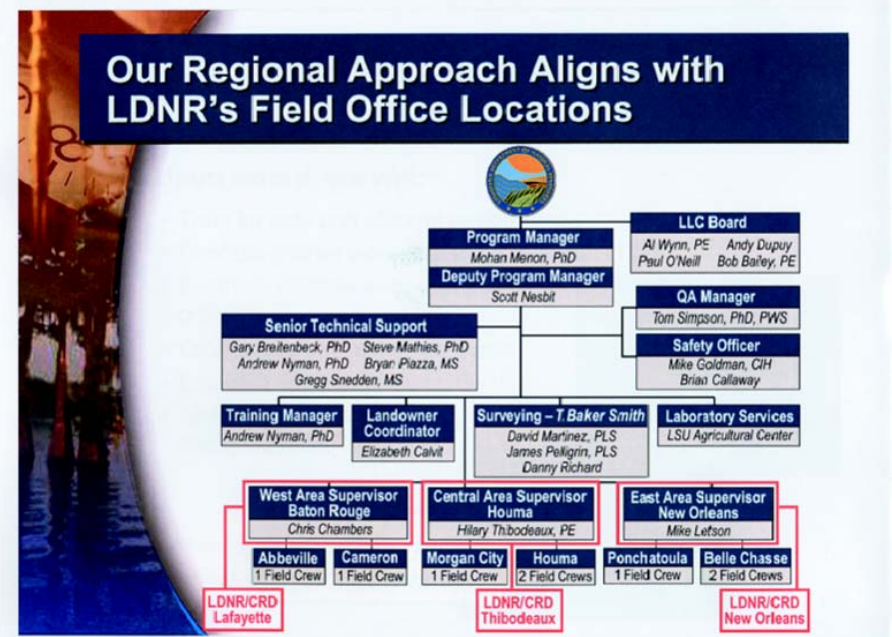 Our Regional Approach Aligns with
LDNR's Field Office Locations
LLC Board
Al Wynn, PE Andy Dupuy
Paul O'Neill Bob Bailey, PE
Program Manager
Mohan Menon, PhD
Deputy Program Manager
Scott Nesbit
QA Manager
Tom Simpson, PhD, PWS
Safety Officer
Mike Goldman, CIH
Brian Callaway
Senior Technical Support
Gary Breitenbeck, PhD Steve Mathies, PhD
Andrew Nyman, PhD Bryan Piazza, MS
Gregg Snedden, MS
Training Manager
Andrew Nyman, PhD
Landowner
Coordinator
Elizabeth Calvit
Surveying – T. Baker Smith
David Martinez, PLS
James Pelligrin, PLS
Danny Richard
Laboratory Services
LSU Agricultural Center
West Area Supervisor
Baton Rouge
Chris Chambers
Central Area Supervisor
Houma
Hilary Thibodeaux, PE
East Area Supervisor
New Orleans
Mike Letson
Abbeville
1 Field Crew
Cameron
1 Field Crew
Morgan City
1 Field Crew
Houma
2 Field Crews
Ponchatoula
1 Field Crew
Belle Chasse
2 Field Crews
LDNR/CRD
Lafayette
LDNR/CRD
Thibodeaux
LDNR/CRD
New Orleans